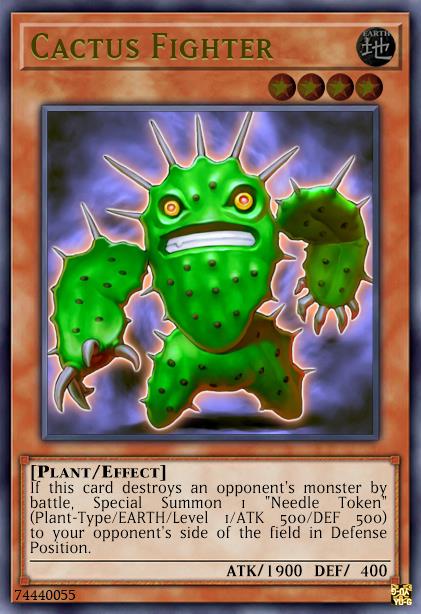 Cactus Fighter
EARTH
地
[Plant/Effect]
If this card destroys an opponent's monster by
battle, Special Summon 1 "Needle Token"
(Plant-Type/EARTH/Level 1/ATK 500/DEF 500)
to your opponent's side of the field in Defense
Position.
ATK/1900 DEF/ 400
74440055